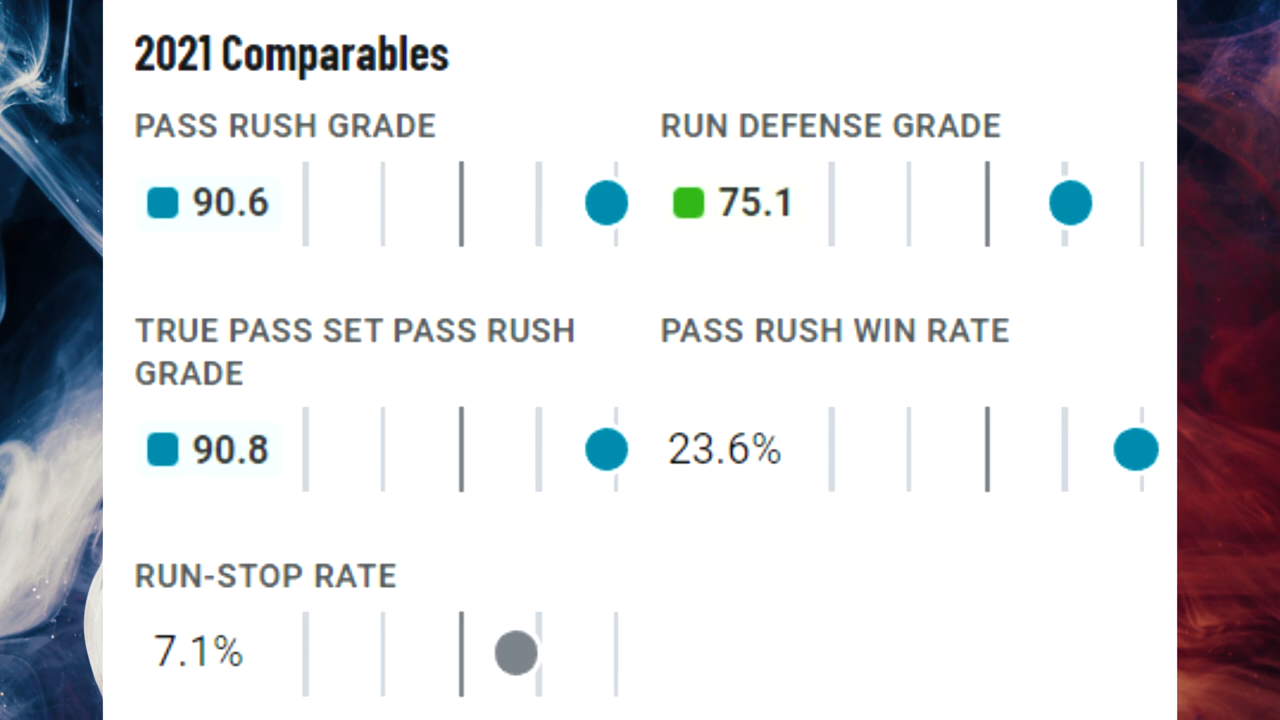 2021 Comparables
PASS RUSH GRADE
RUN DEFENSE GRADE
90.6
75.1
TRUE PASS SET PASS RUSH
GRADE
PASS RUSH WIN RATE
90.8
23.6%
RUN-STOP RATE
7.1%